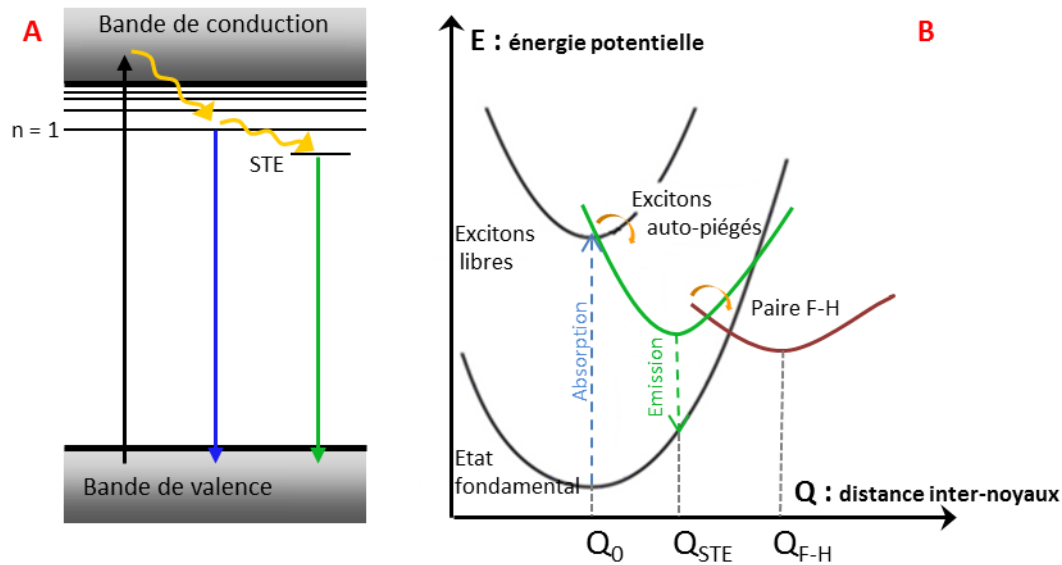 A
Bande de conduction
n = 1
STE
Bande de valence
E : énergie potentielle
B
Excitons
auto-piégés
Excitons
libres
Paire F-H
Absorption
Emission
Etat
fondamental
Q : distance inter-noyaux
Q0
QSTE
QF-H